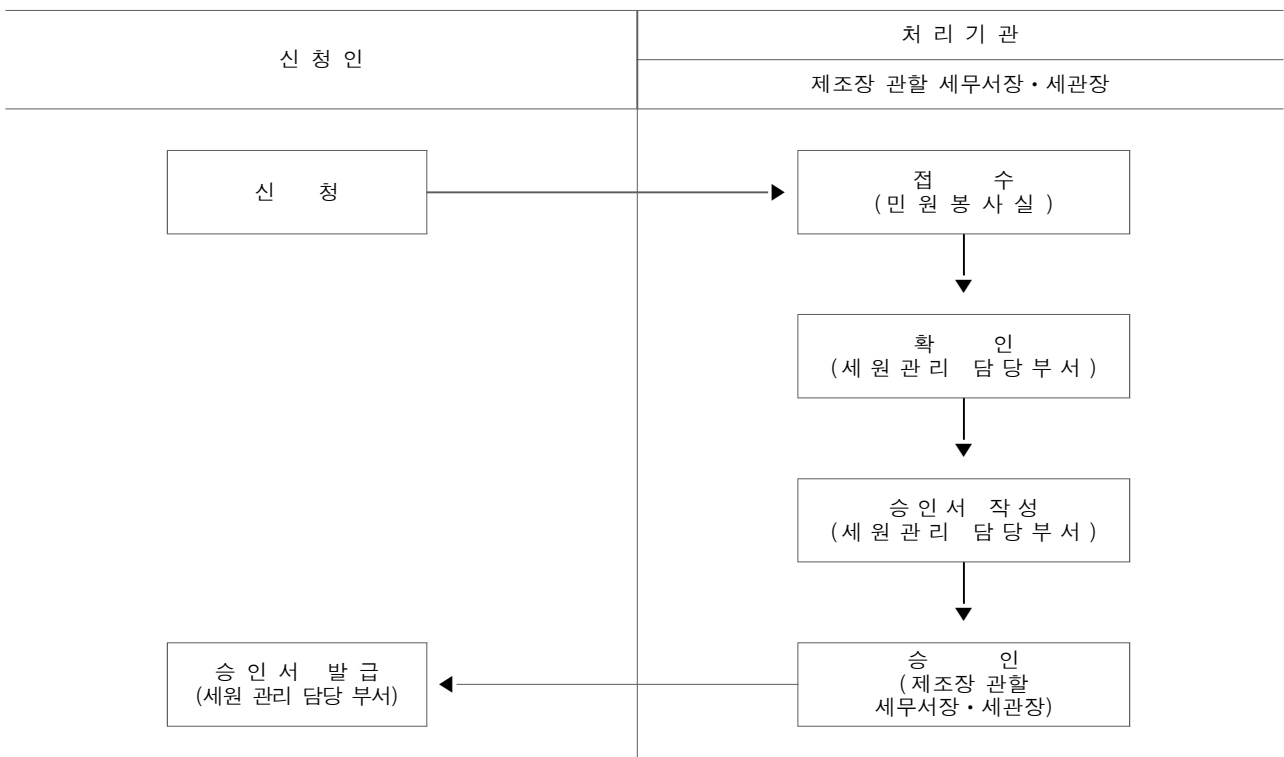 신 청 인
처 리 기 관
제조장 관할 세무서장·세관장
신 청
접 수
(민 원 봉 사 실)
확 인
(세 원 관 리 담 당 부 서)
승 인 서 작 성
(세 원 관 리 담 당 부 서)
승 인 서 발 급
(세원 관리 담당 부서)
승 인
(제조장 관할
세무서장·세관장)